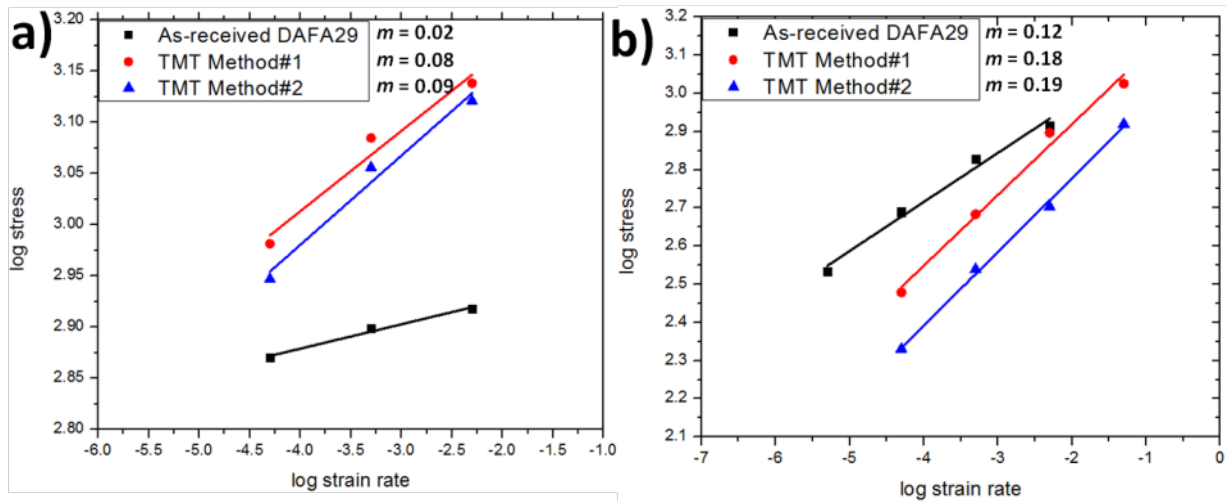 a)
As-received DAFA29 m = 0.02
TMT Method#1 m = 0.08
TMT Method#2 m = 0.09
3.20
3.15
3.10
3.05
3.00
2.95
2.90
2.85
2.80
log stress
-6.0 -5.5 -5.0 -4.5 -4.0 -3.5 -3.0 -2.5 -2.0 -1.5 -1.0
log strain rate
b)
As-received DAFA29 m = 0.12
TMT Method#1 m = 0.18
TMT Method#2 m = 0.19
3.2
3.1
3.0
2.9
2.8
2.7
2.6
2.5
2.4
2.3
2.2
2.1
log stress
-7 -6 -5 -4 -3 -2 -1 0
log strain rate